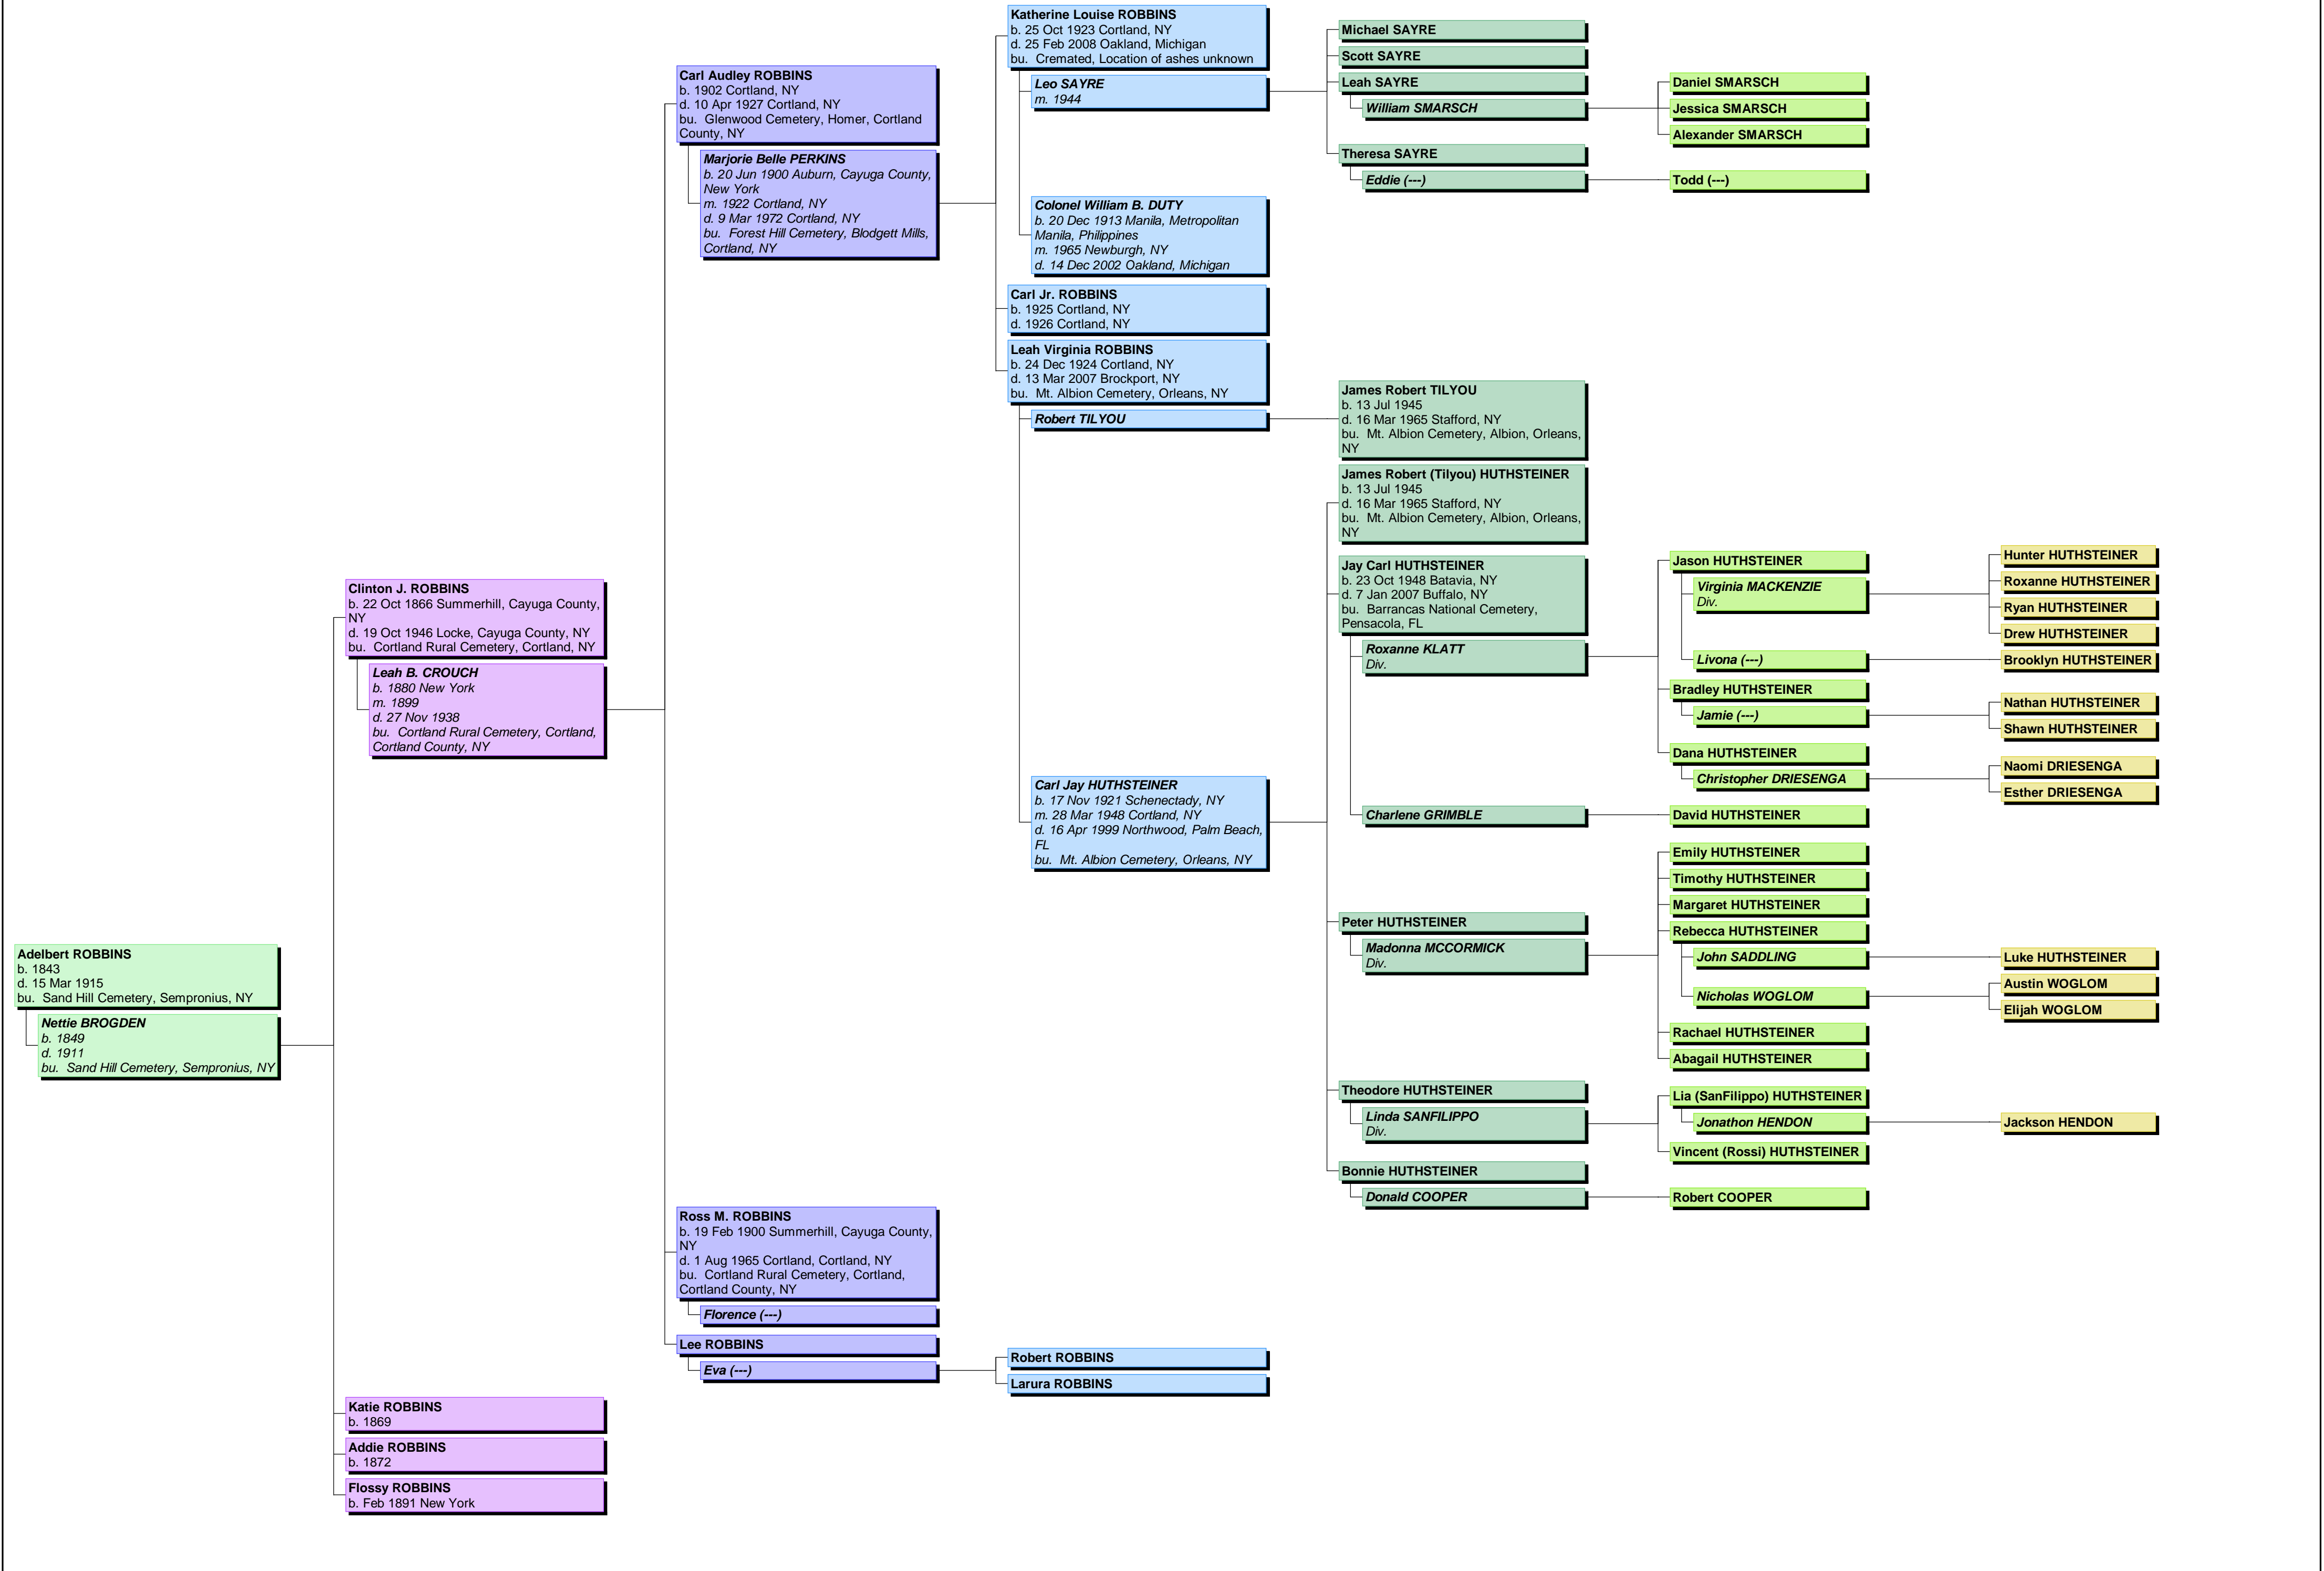 Adelbert ROBBINS
b. 1843
d. 15 Mar 1915
bu.  Sand Hill Cemetery, Sempronius, NY
Nettie BROGDEN
b. 1849
d. 1911
bu.  Sand Hill Cemetery, Sempronius, NY
Clinton J. ROBBINS
b. 22 Oct 1866 Summerhill, Cayuga County,
NY
d. 19 Oct 1946 Locke, Cayuga County, NY
bu.  Cortland Rural Cemetery, Cortland, NY
Leah B. CROUCH
b. 1880 New York
m. 1899
d. 27 Nov 1938
bu.  Cortland Rural Cemetery, Cortland,
Cortland County, NY
Katie ROBBINS
b. 1869
Addie ROBBINS
b. 1872
Flossy ROBBINS
b. Feb 1891 New York
Carl Audley ROBBINS
b. 1902 Cortland, NY
d. 10 Apr 1927 Cortland, NY
bu.  Glenwood Cemetery, Homer, Cortland
County, NY
Marjorie Belle PERKINS
b. 20 Jun 1900 Auburn, Cayuga County,
New York
m. 1922 Cortland, NY
d. 9 Mar 1972 Cortland, NY
bu.  Forest Hill Cemetery, Blodgett Mills,
Cortland, NY
Ross M. ROBBINS
b. 19 Feb 1900 Summerhill, Cayuga County,
NY
d. 1 Aug 1965 Cortland, Cortland, NY
bu.  Cortland Rural Cemetery, Cortland,
Cortland County, NY
Florence (---)
Lee ROBBINS
Eva (---)
Katherine Louise ROBBINS
b. 25 Oct 1923 Cortland, NY
d. 25 Feb 2008 Oakland, Michigan
bu.  Cremated, Location of ashes unknown
Leo SAYRE
m. 1944
Colonel William B. DUTY
b. 20 Dec 1913 Manila, Metropolitan
Manila, Philippines
m. 1965 Newburgh, NY
d. 14 Dec 2002 Oakland, Michigan
Carl Jr. ROBBINS
b. 1925 Cortland, NY
d. 1926 Cortland, NY
Leah Virginia ROBBINS
b. 24 Dec 1924 Cortland, NY
d. 13 Mar 2007 Brockport, NY
bu.  Mt. Albion Cemetery, Orleans, NY
Robert TILYOU
Carl Jay HUTHSTEINER
b. 17 Nov 1921 Schenectady, NY
m. 28 Mar 1948 Cortland, NY
d. 16 Apr 1999 Northwood, Palm Beach,
FL
bu.  Mt. Albion Cemetery, Orleans, NY
Robert ROBBINS
Larura ROBBINS
Michael SAYRE
Scott SAYRE
Leah SAYRE
William SMARSCH
Theresa SAYRE
Eddie (---)
James Robert TILYOU
b. 13 Jul 1945
d. 16 Mar 1965 Stafford, NY
bu.  Mt. Albion Cemetery, Albion, Orleans,
NY
James Robert (Tilyou) HUTHSTEINER
b. 13 Jul 1945
d. 16 Mar 1965 Stafford, NY
bu.  Mt. Albion Cemetery, Albion, Orleans,
NY
Jay Carl HUTHSTEINER
b. 23 Oct 1948 Batavia, NY
d. 7 Jan 2007 Buffalo, NY
bu.  Barrancas National Cemetery,
Pensacola, FL
Roxanne KLATT
Div.
Charlene GRIMBLE
Peter HUTHSTEINER
Madonna MCCORMICK
Div.
Theodore HUTHSTEINER
Linda SANFILIPPO
Div.
Bonnie HUTHSTEINER
Donald COOPER
Daniel SMARSCH
Jessica SMARSCH
Alexander SMARSCH
Todd (---)
Jason HUTHSTEINER
Virginia MACKENZIE
Div.
Livona (---)
Bradley HUTHSTEINER
Jamie (---)
Dana HUTHSTEINER
Christopher DRIESENGA
David HUTHSTEINER
Emily HUTHSTEINER
Timothy HUTHSTEINER
Margaret HUTHSTEINER
Rebecca HUTHSTEINER
John SADDLING
Nicholas WOGLOM
Rachael HUTHSTEINER
Abagail HUTHSTEINER
Lia (SanFilippo) HUTHSTEINER
Jonathon HENDON
Vincent (Rossi) HUTHSTEINER
Robert COOPER
Hunter HUTHSTEINER
Roxanne HUTHSTEINER
Ryan HUTHSTEINER
Drew HUTHSTEINER
Brooklyn HUTHSTEINER
Nathan HUTHSTEINER
Shawn HUTHSTEINER
Naomi DRIESENGA
Esther DRIESENGA
Luke HUTHSTEINER
Austin WOGLOM
Elijah WOGLOM
Jackson HENDON